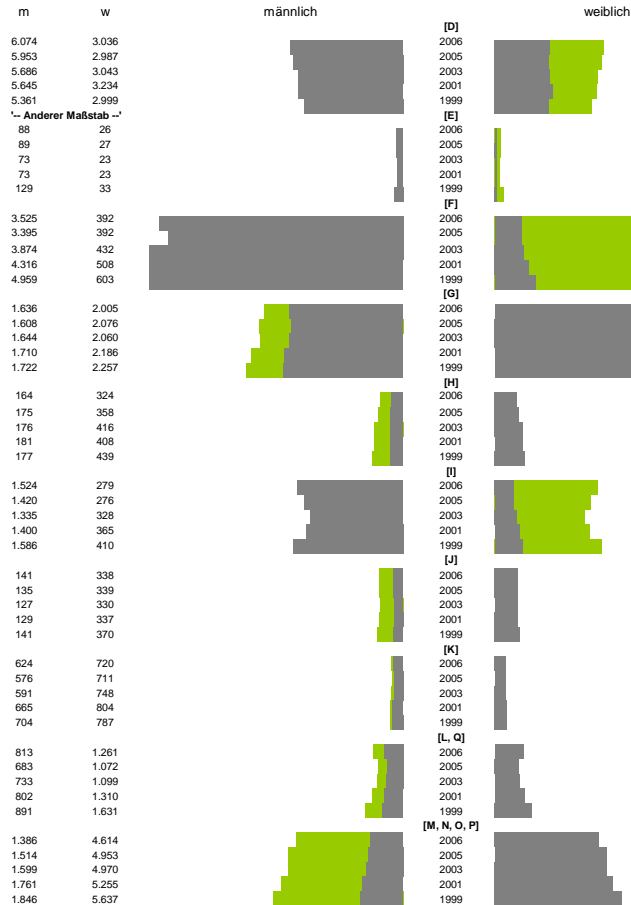 m w männlich weiblich
[D]
6.074 3.036 2006
5.953 2.987 2005
5.686 3.043 2003
5.645 3.234 2001
5.361 2.999 1999
'-- Anderer Maßstab --' [E]
88 26 2006
89 27 2005
73 23 2003
73 23 2001
129 33 1999
[F]
3.525 392 2006
3.395 392 2005
3.874 432 2003
4.316 508 2001
4.959 603 1999
[G]
1.636 2.005 2006
1.608 2.076 2005
1.644 2.060 2003
1.710 2.186 2001
1.722 2.257 1999
[H]
164 324 2006
175 358 2005
176 416 2003
181 408 2001
177 439 1999
[I]
1.524 279 2006
1.420 276 2005
1.335 328 2003
1.400 365 2001
1.586 410 1999
[J]
141 338 2006
135 339 2005
127 330 2003
129 337 2001
141 370 1999
[K]
624 720 2006
576 711 2005
591 748 2003
665 804 2001
704 787 1999
[L, Q]
813 1.261 2006
683 1.072 2005
733 1.099 2003
802 1.310 2001
891 1.631 1999
[M, N, O, P]
1.386 4.614 2006
1.514 4.953 2005
1.599 4.970 2003
1.761 5.255 2001
1.846 5.637 1999